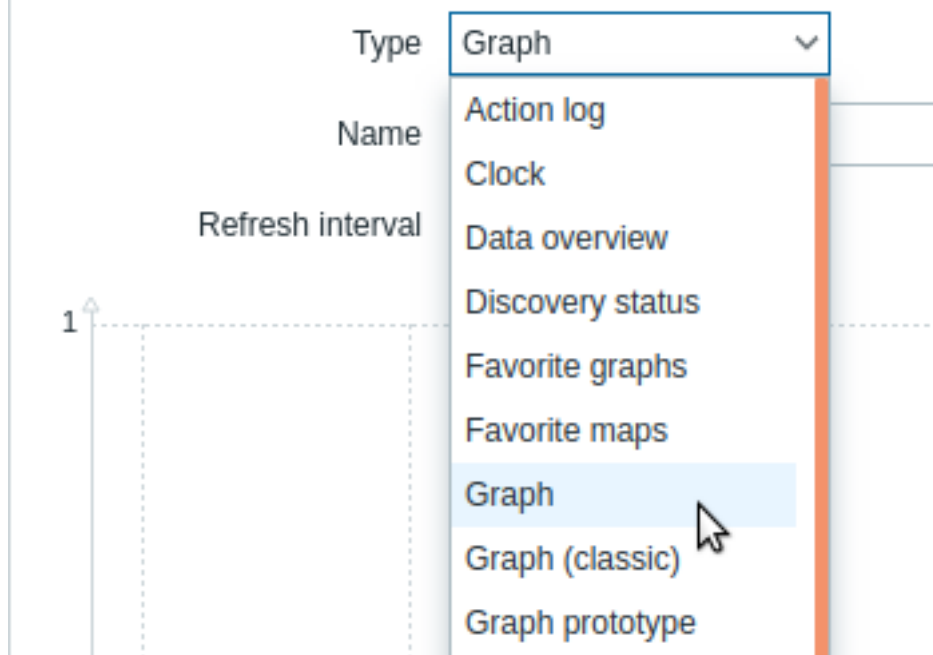 Type Graph
Action log
Name
Clock
Refresh interval
Data overview
Discovery status
1
Favorite graphs
Favorite maps
Graph
Graph (classic)
Graph prototype